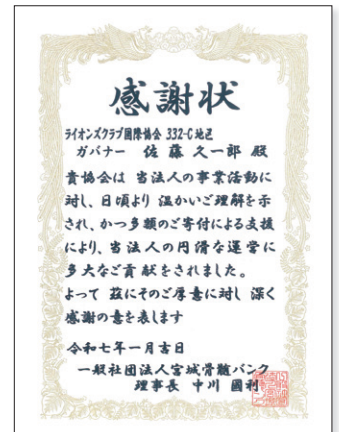 感謝状
ライオンズクラブ国際協会 332-C地区
ガバナー 佐藤久一郎 殿
貴協会は 当法人の事業活動に
対し、日頃より 温かいご理解を示
され、かつ多額のご寄付による支援
により、当法人の円滑な運営に
多大なご貢献をされました。
よって 茲にそのご厚意に対し 深く
感謝の意を表します
令和七年一月吉日
一般社団法人宮城骨髄バンク
理事長 中川 國利